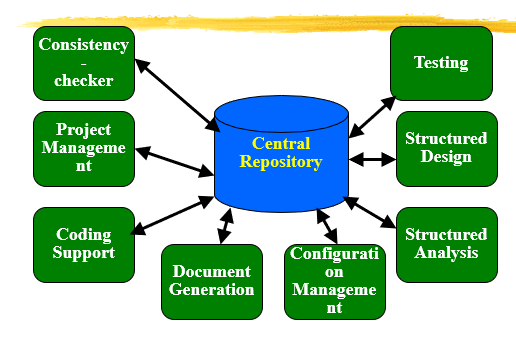 Consistency
-
checker
Testing
Project
Manageme
nt
Central
Repository
Structured
Design
Coding
Support
Structured
Analysis
Document
Generation
Configurati
on
Manageme
nt